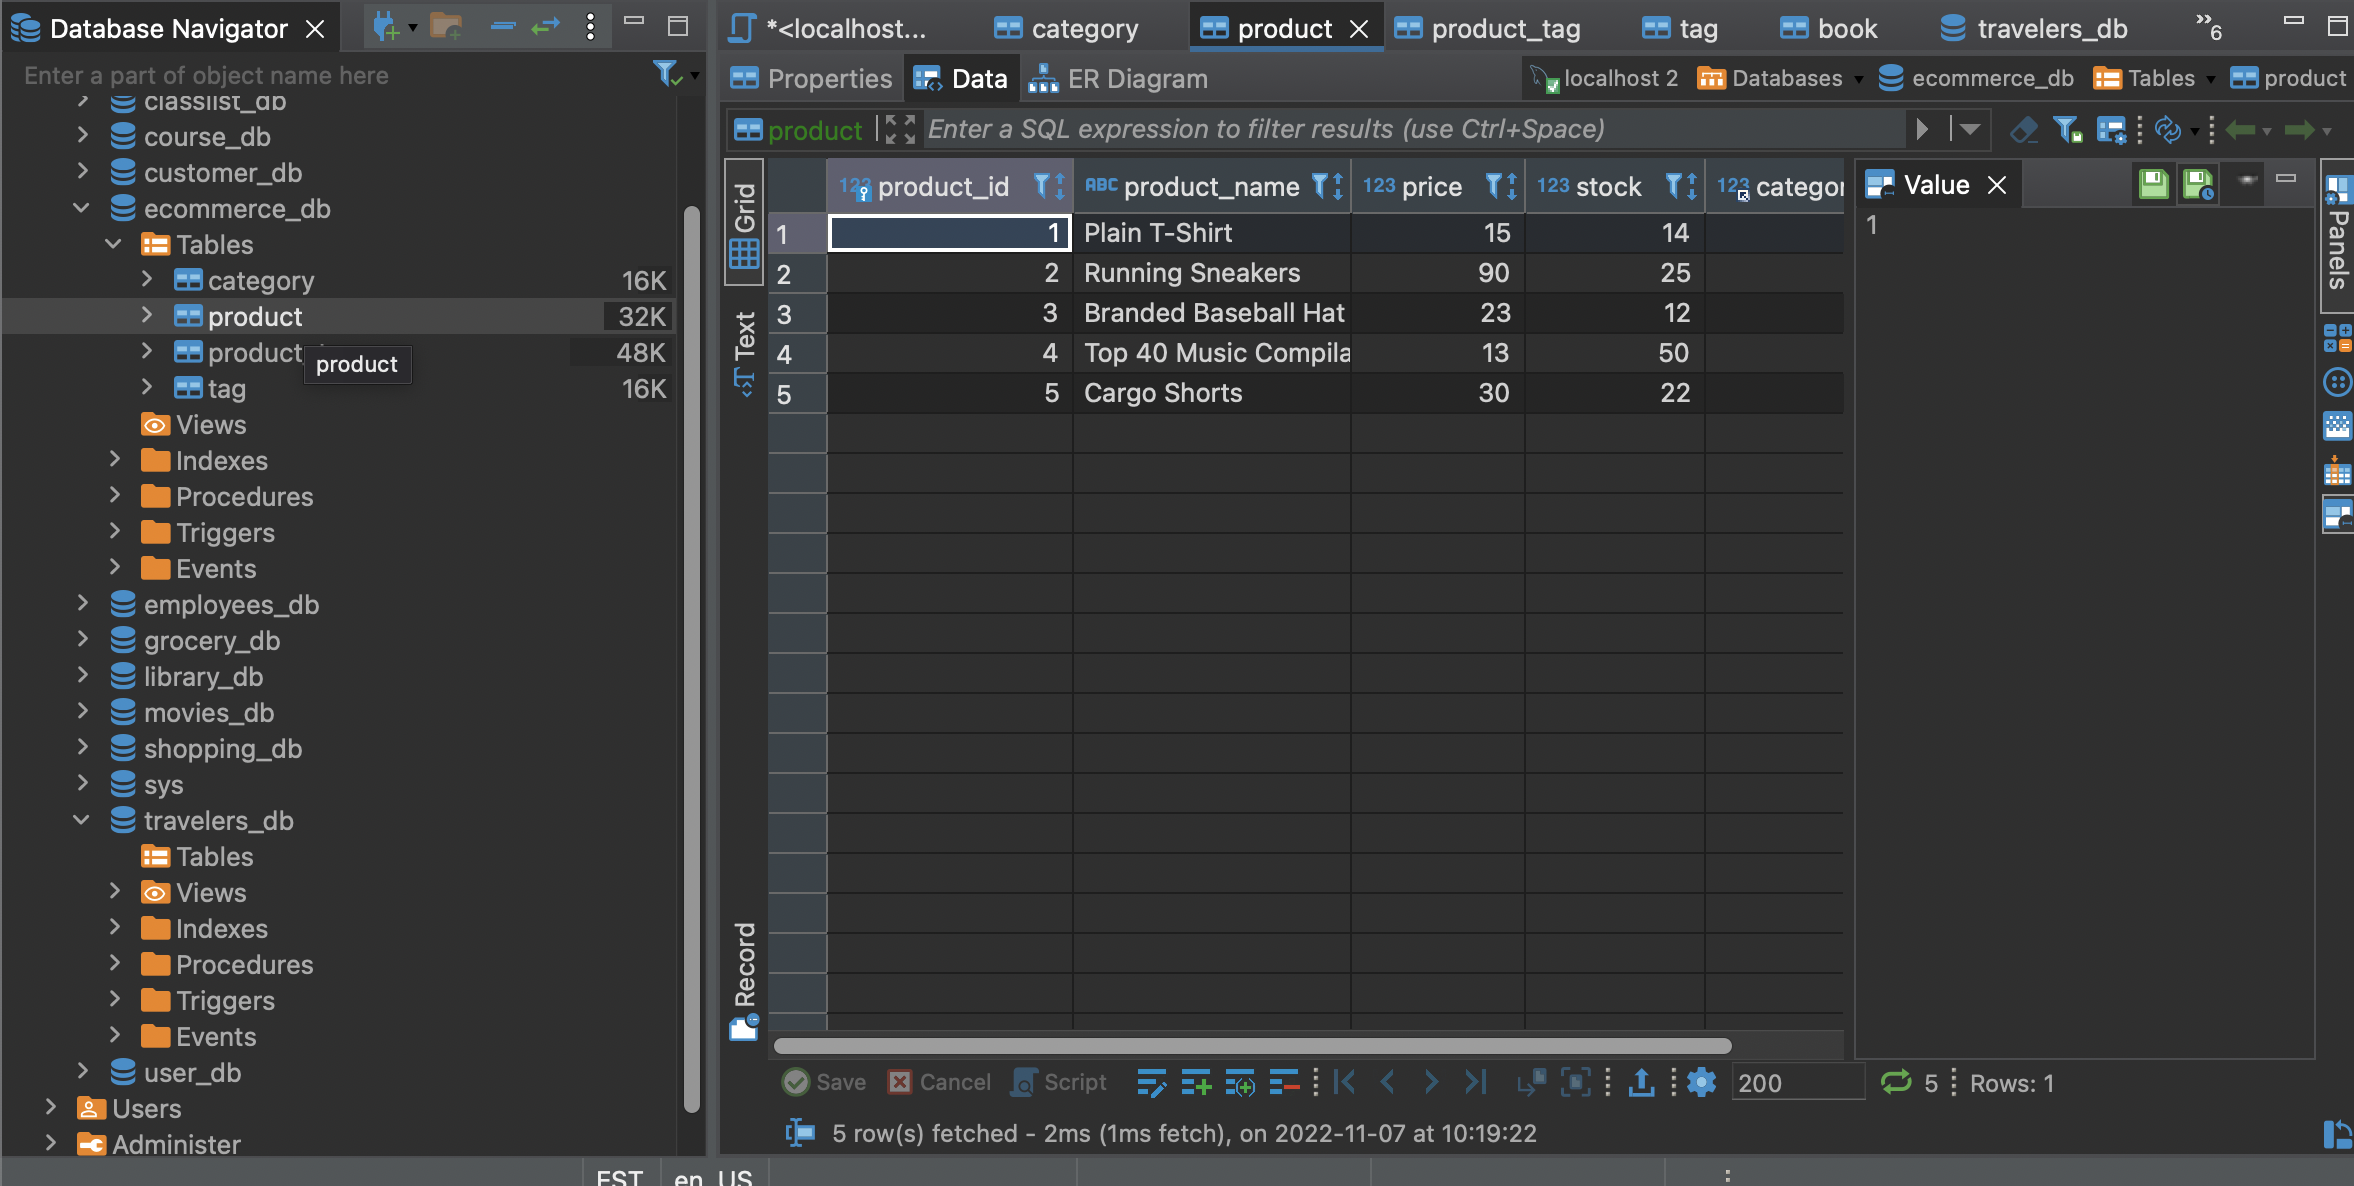 Database Navigator
Enter a part of object name here
classlist_db
course_db
customer_db
ecommerce_db
Tables
category 16K
product 32K
product 48K
product
tag 16K
Views
Indexes
Procedures
Triggers
Events
employees_db
grocery_db
library_db
movies_db
shopping_db
sys
travelers_db
Tables
Views
Indexes
Procedures
Triggers
Events
user_db
Users
Administer
*<localhost... category product product_tag tag book travelers_db »6
Properties Data ER Diagram localhost 2 Databases ecommerce_db Tables product
product Enter a SQL expression to filter results (use Ctrl+Space)
Grid
Text
Record
123 product_id ABC product_name 123 price 123 stock 123 categor
1 1 Plain T-Shirt 15 14
2 2 Running Sneakers 90 25
3 3 Branded Baseball Hat 23 12
4 4 Top 40 Music Compila 13 50
5 5 Cargo Shorts 30 22
Value
1
Panels
Save Cancel Script 200 5 Rows: 1
5 row(s) fetched - 2ms (1ms fetch), on 2022-11-07 at 10:19:22
EST en_US